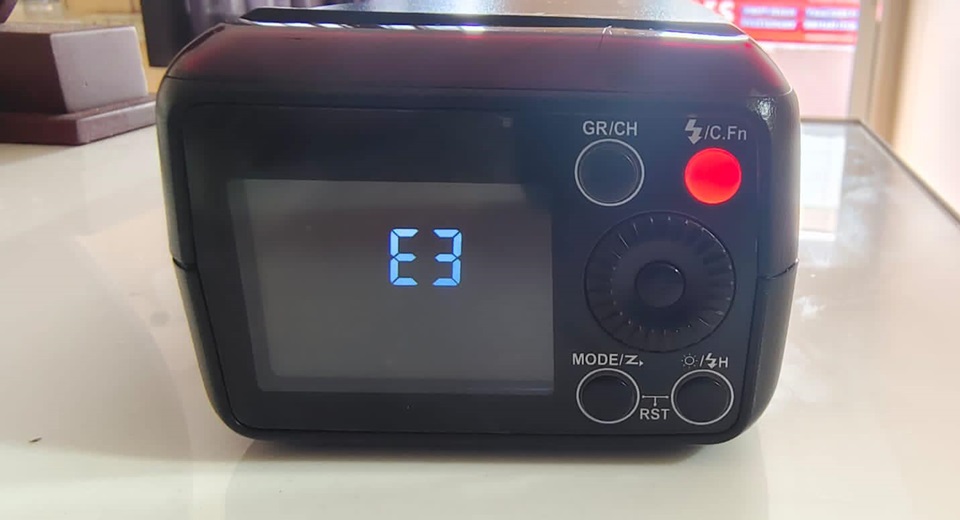 GR/CH
⚡/C.Fn
E3
MODE/Z
☼/⚡H
RST